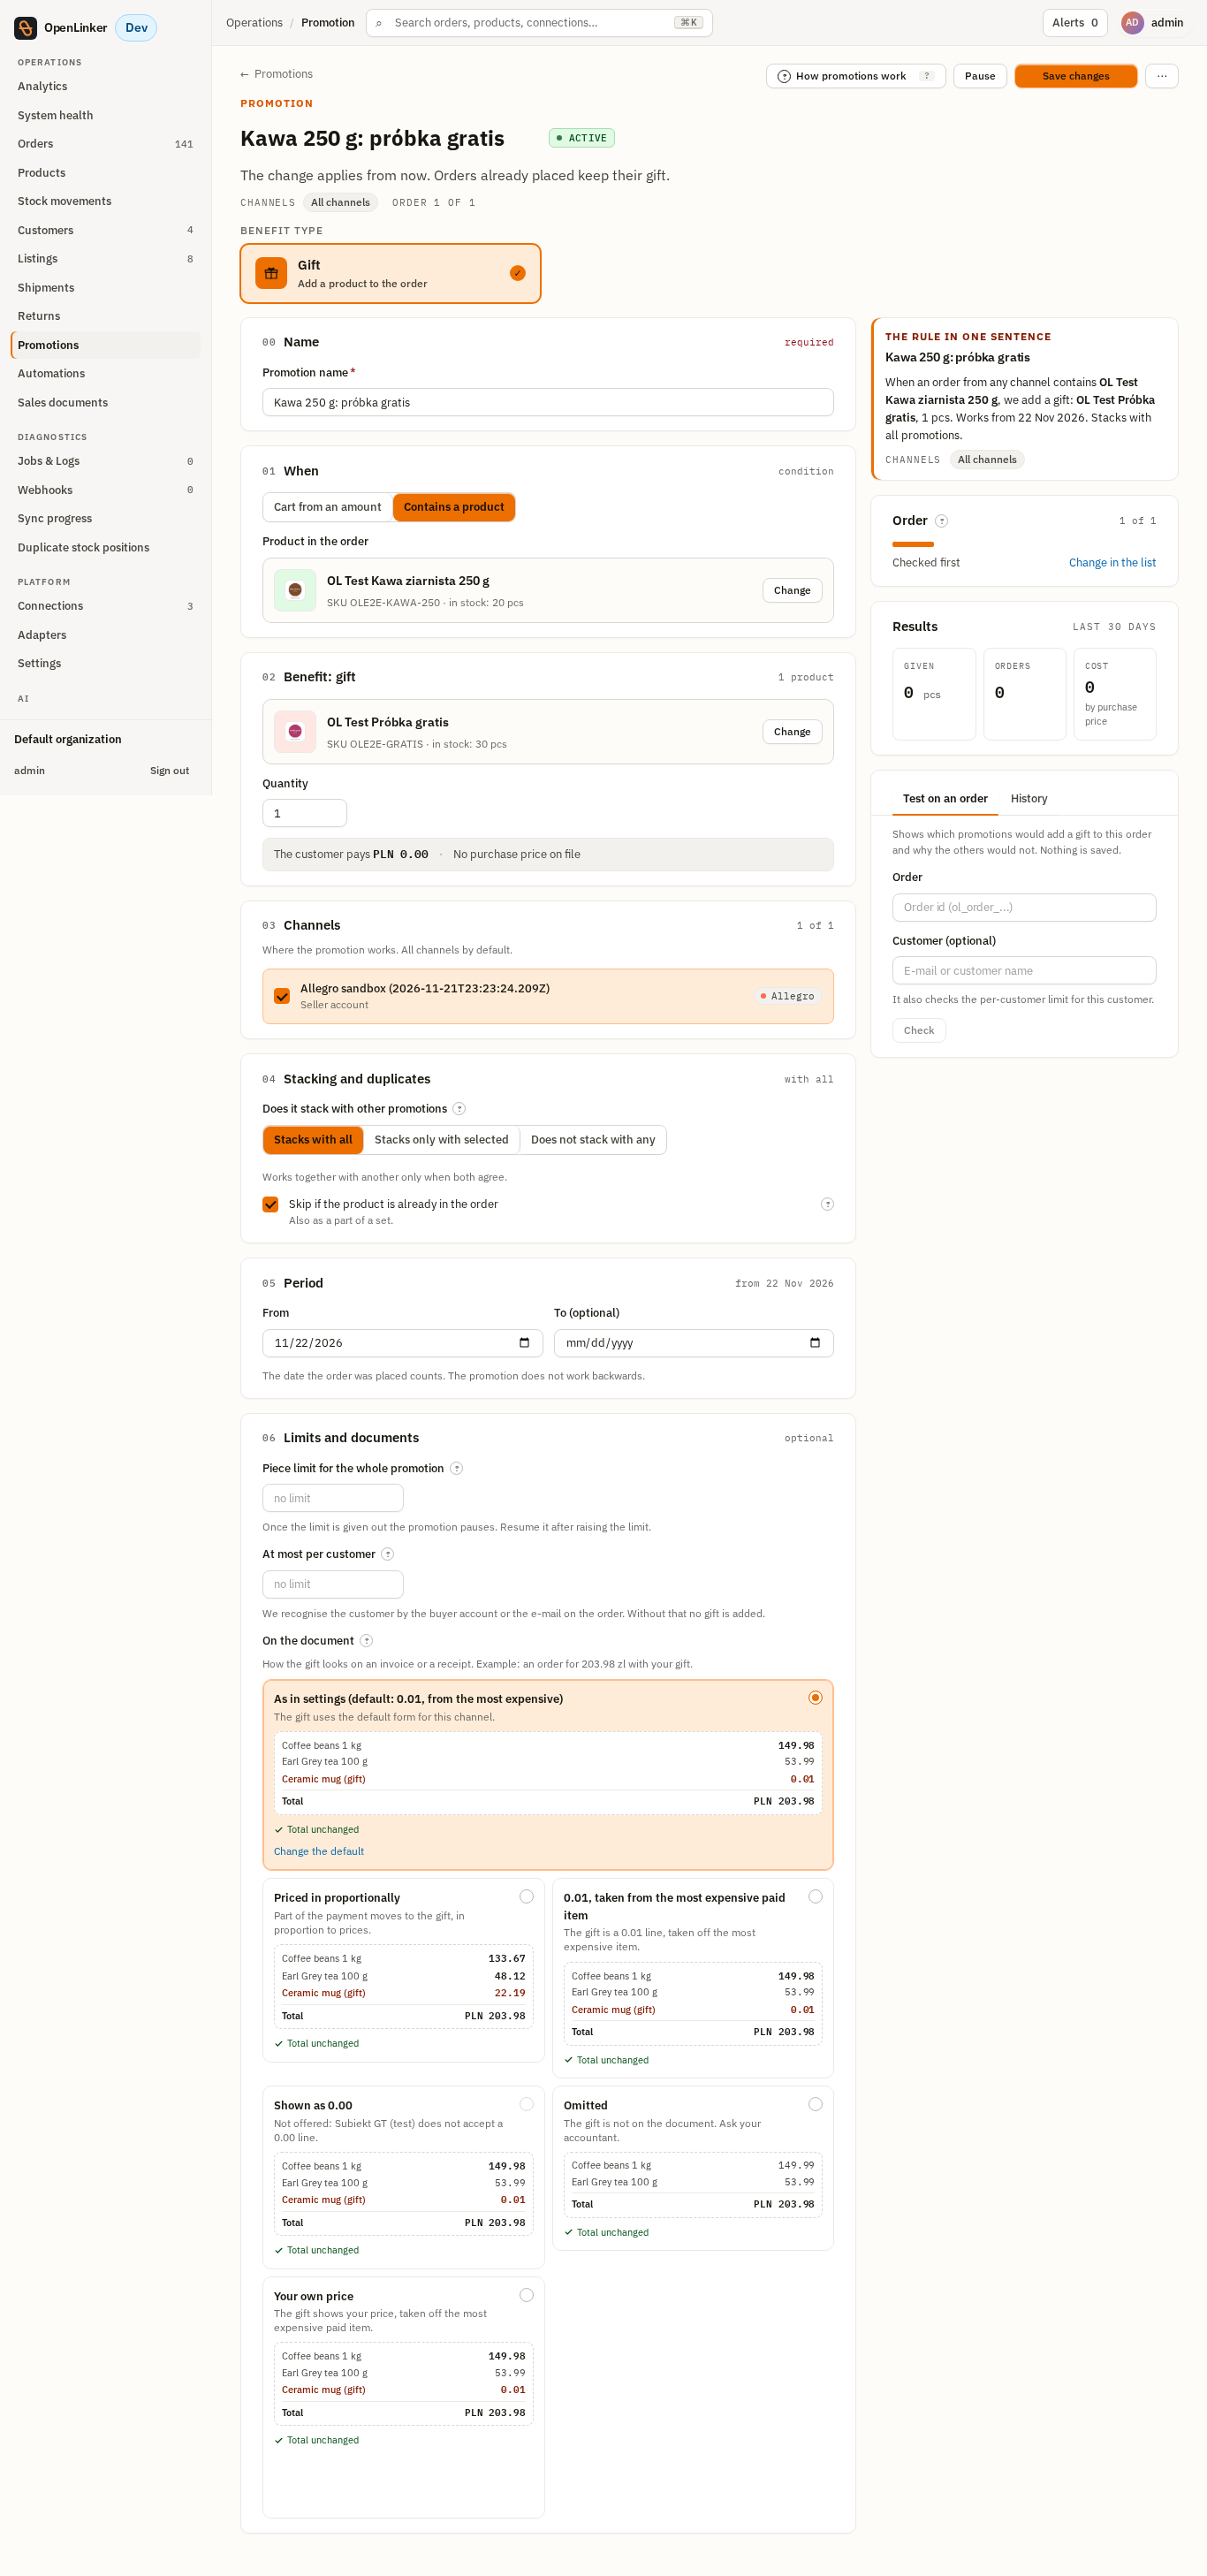 OpenLinker Dev
OPERATIONS
Analytics
System health
Orders 141
Products
Stock movements
Customers 4
Listings 8
Shipments
Returns
Promotions
Automations
Sales documents
DIAGNOSTICS
Jobs & Logs 0
Webhooks 0
Sync progress
Duplicate stock positions
PLATFORM
Connections 3
Adapters
Settings
AI
Default organization
admin Sign out
Operations / Promotion
Search orders, products, connections... ⌘K
Alerts 0
AD admin
← Promotions
? How promotions work ?
Pause
Save changes
...
PROMOTION
Kawa 250 g: próbka gratis
ACTIVE
The change applies from now. Orders already placed keep their gift.
CHANNELS All channels ORDER 1 OF 1
BENEFIT TYPE
Gift
Add a product to the order
00 Name required
Promotion name *
Kawa 250 g: próbka gratis
01 When condition
Cart from an amount Contains a product
Product in the order
OL Test Kawa ziarnista 250 g
SKU OLE2E-KAWA-250 · in stock: 20 pcs
Change
02 Benefit: gift 1 product
OL Test Próbka gratis
SKU OLE2E-GRATIS · in stock: 30 pcs
Change
Quantity
1
The customer pays PLN 0.00 · No purchase price on file
03 Channels 1 of 1
Where the promotion works. All channels by default.
Allegro sandbox (2026-11-21T23:23:24.209Z)
Seller account
Allegro
04 Stacking and duplicates with all
Does it stack with other promotions ?
Stacks with all Stacks only with selected Does not stack with any
Works together with another only when both agree.
Skip if the product is already in the order ?
Also as a part of a set.
05 Period from 22 Nov 2026
From To (optional)
11/22/2026 mm/dd/yyyy
The date the order was placed counts. The promotion does not work backwards.
06 Limits and documents optional
Piece limit for the whole promotion ?
no limit
Once the limit is given out the promotion pauses. Resume it after raising the limit.
At most per customer ?
no limit
We recognise the customer by the buyer account or the e-mail on the order. Without that no gift is added.
On the document ?
How the gift looks on an invoice or a receipt. Example: an order for 203.98 zl with your gift.
As in settings (default: 0.01, from the most expensive)
The gift uses the default form for this channel.
Coffee beans 1 kg 149.98
Earl Grey tea 100 g 53.99
Ceramic mug (gift) 0.01
Total PLN 203.98
✓ Total unchanged
Change the default
Priced in proportionally
Part of the payment moves to the gift, in
proportion to prices.
Coffee beans 1 kg 133.67
Earl Grey tea 100 g 48.12
Ceramic mug (gift) 22.19
Total PLN 203.98
✓ Total unchanged
0.01, taken from the most expensive paid
item
The gift is a 0.01 line, taken off the most
expensive item.
Coffee beans 1 kg 149.98
Earl Grey tea 100 g 53.99
Ceramic mug (gift) 0.01
Total PLN 203.98
✓ Total unchanged
Shown as 0.00
Not offered: Subiekt GT (test) does not accept a
0.00 line.
Coffee beans 1 kg 149.98
Earl Grey tea 100 g 53.99
Ceramic mug (gift) 0.01
Total PLN 203.98
✓ Total unchanged
Omitted
The gift is not on the document. Ask your
accountant.
Coffee beans 1 kg 149.99
Earl Grey tea 100 g 53.99
Total PLN 203.98
✓ Total unchanged
Your own price
The gift shows your price, taken off the most
expensive paid item.
Coffee beans 1 kg 149.98
Earl Grey tea 100 g 53.99
Ceramic mug (gift) 0.01
Total PLN 203.98
✓ Total unchanged
THE RULE IN ONE SENTENCE
Kawa 250 g: próbka gratis
When an order from any channel contains OL Test
Kawa ziarnista 250 g, we add a gift: OL Test Próbka
gratis, 1 pcs. Works from 22 Nov 2026. Stacks with
all promotions.
CHANNELS All channels
Order ? 1 of 1
Checked first Change in the list
Results LAST 30 DAYS
GIVEN
0 pcs
ORDERS
0
COST
0
by purchase
price
Test on an order History
Shows which promotions would add a gift to this order
and why the others would not. Nothing is saved.
Order
Order id (ol_order_...)
Customer (optional)
E-mail or customer name
It also checks the per-customer limit for this customer.
Check